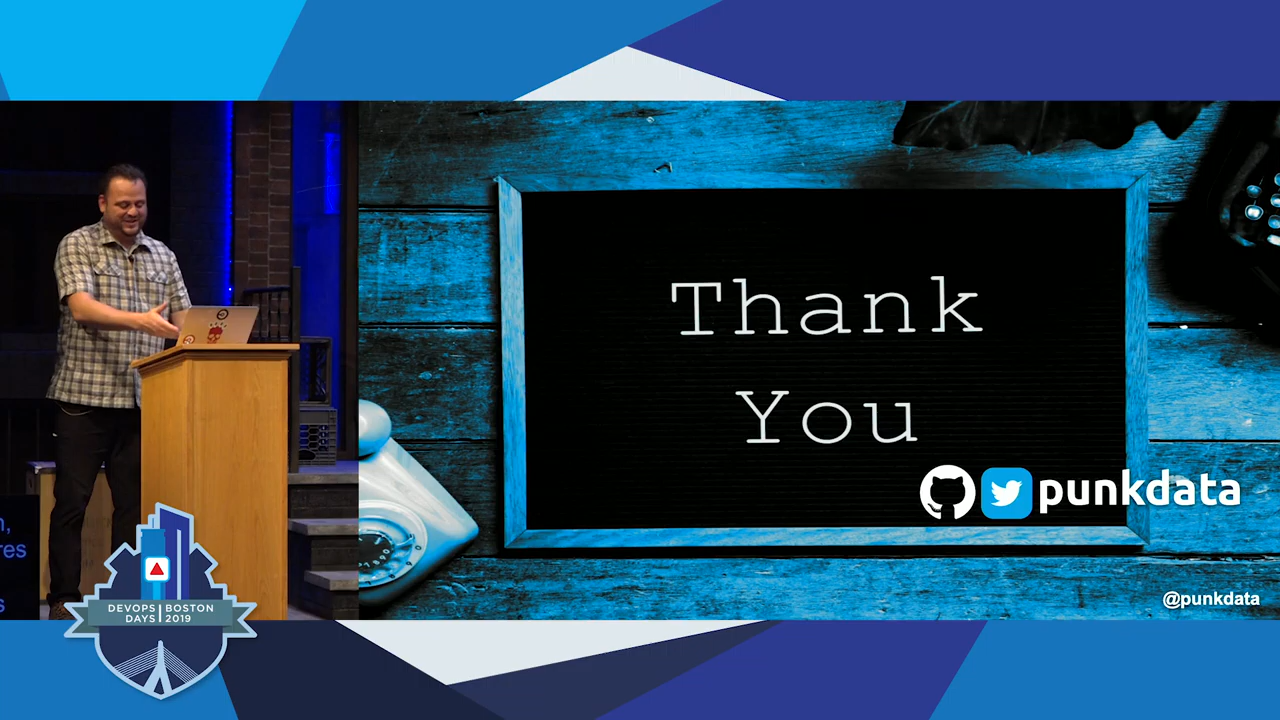 Thank
You
punkdata
@punkdata
DEVOPS BOSTON
DAYS 2019